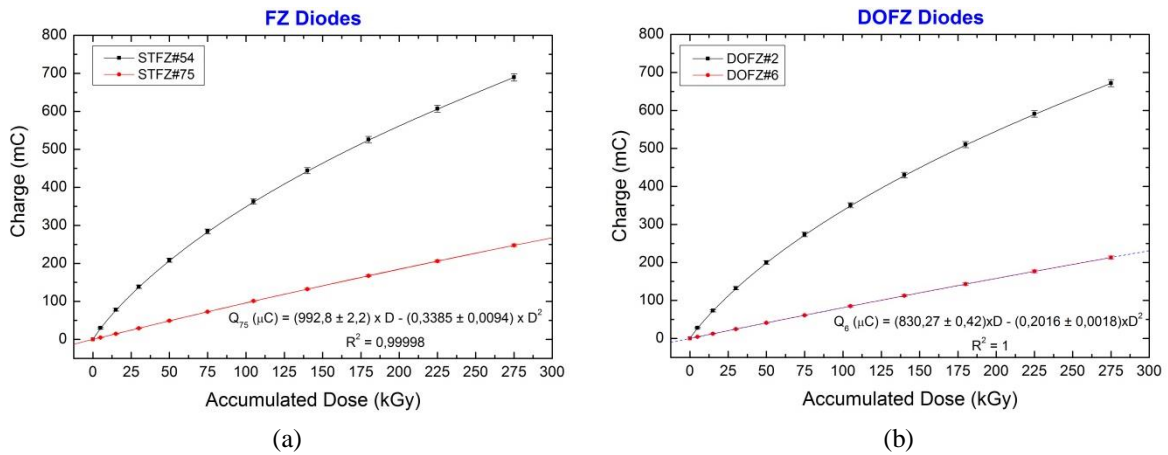 FZ Diodes
800
700
600
500
400
300
200
100
0
Charge (mC)
STFZ#54
STFZ#75
Q75 (μC) = (992,8 ± 2,2) x D - (0,3385 ± 0,0094) x D²
R² = 0,99998
0 25 50 75 100 125 150 175 200 225 250 275 300
Accumulated Dose (kGy)
(a)
DOFZ Diodes
800
700
600
500
400
300
200
100
0
Charge (mC)
DOFZ#2
DOFZ#6
Q6 (μC) = (830,27 ± 0,42)xD - (0,2016 ± 0,0018)xD²
R² = 1
0 25 50 75 100 125 150 175 200 225 250 275 300
Accumulated Dose (kGy)
(b)